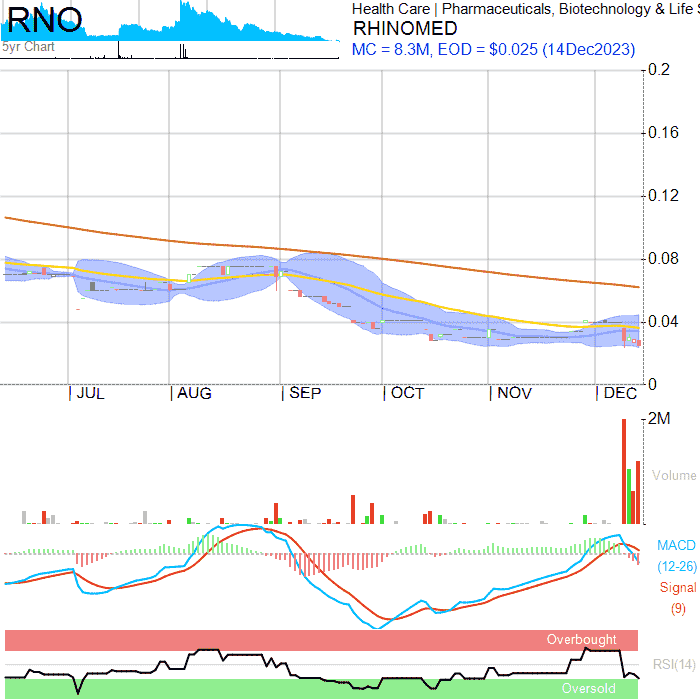 RNO
5yr Chart
Health Care | Pharmaceuticals, Biotechnology & Life S
RHINOMED
MC = 8.3M, EOD = $0.025 (14Dec2023)
0.2
0.16
0.12
0.08
0.04
0
| JUL | AUG | SEP | OCT | NOV | DEC
2M
Volume
MACD
(12-26)
Signal
(9)
Overbought
RSI(14)
Oversold